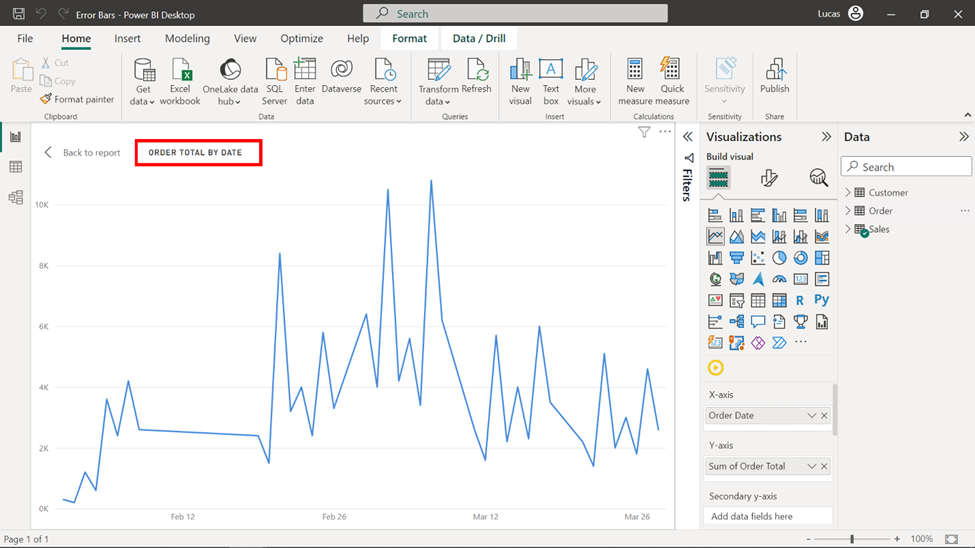 Error Bars - Power BI Desktop
Search
Lucas
File Home Insert Modeling View Optimize Help Format Data / Drill
Paste
Cut
Copy
Format painter
Clipboard
Get data
Excel workbook
OneLake data hub
SQL Server
Enter data
Dataverse
Recent sources
Data
Transform data
Refresh
Queries
New visual
Text box
More visuals
Insert
New measure
Quick measure
Calculations
Sensitivity
Sensitivity
Publish
Share
Back to report
ORDER TOTAL BY DATE
10K
8K
6K
4K
2K
0K
Feb 12 Feb 26 Mar 12 Mar 26
Filters
Visualizations
Build visual
123
R Py
X-axis
Order Date
Y-axis
Sum of Order Total
Secondary y-axis
Add data fields here
Data
Search
Customer
Order
Sales
Page 1 of 1
- + 100%